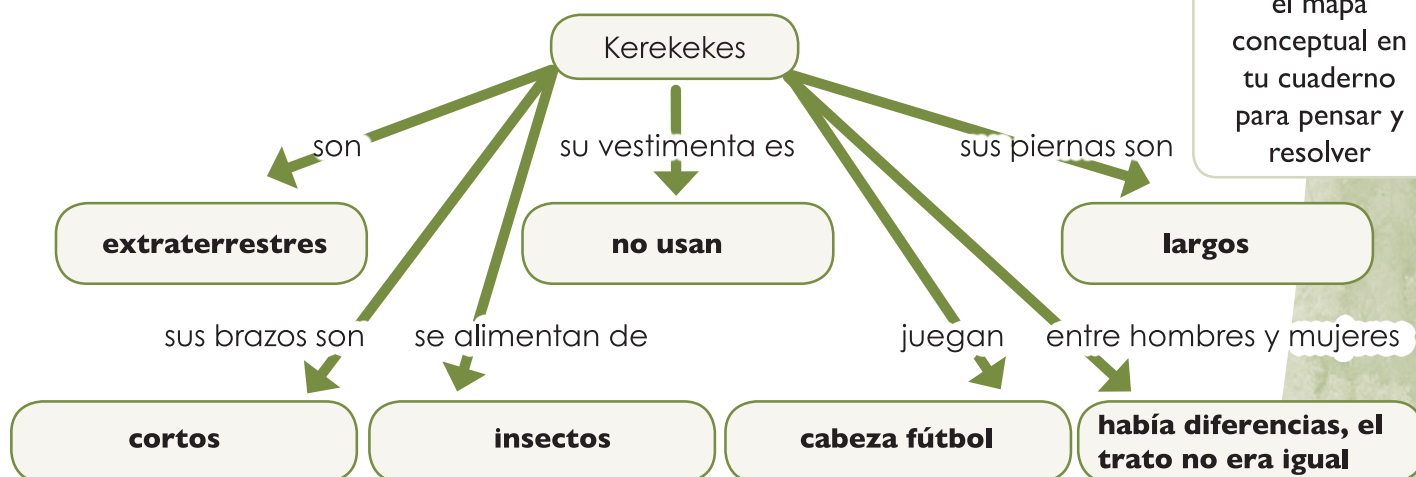 Kerekekes
el mapa
conceptual en
tu cuaderno
para pensar y
resolver
son
su vestimenta es
sus piernas son
extraterrestres
no usan
largos
sus brazos son
se alimentan de
juegan
entre hombres y mujeres
cortos
insectos
cabeza fútbol
había diferencias, el
trato no era igual